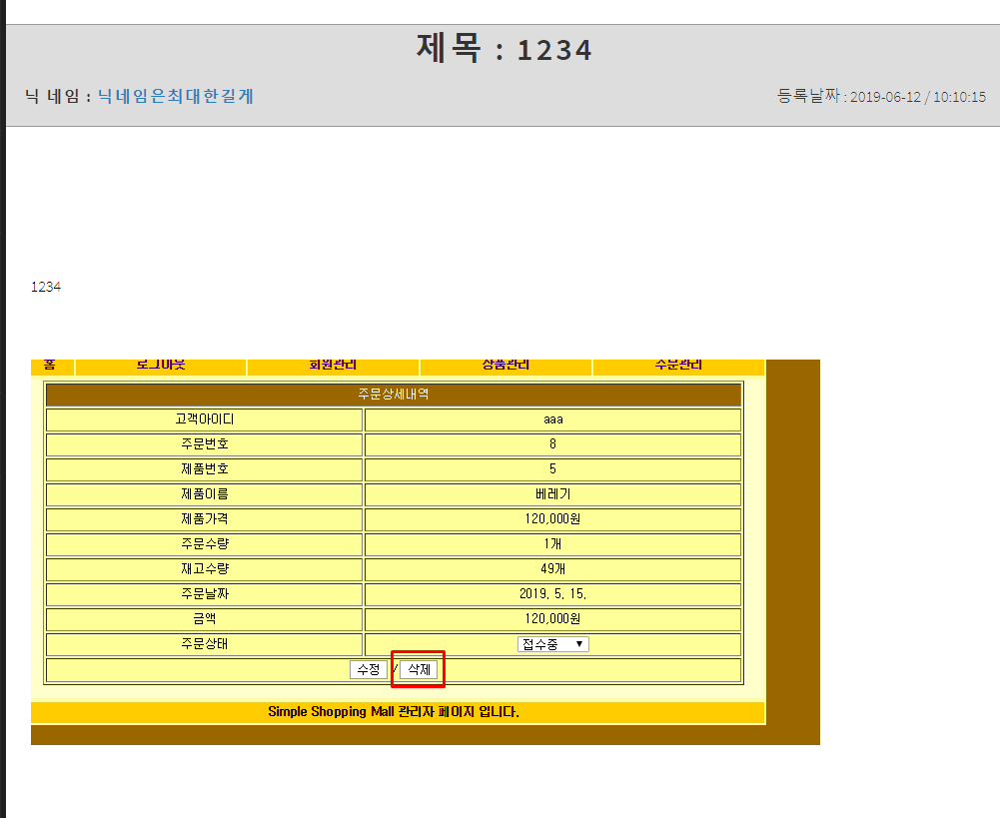 제목 : 1234
닉 네임 : 닉네임은최대한길게
등록날짜 : 2019-06-12 / 10:10:15
1234
홈 로그아웃 회원관리 상품관리 주문관리
주문상세내역
고객아이디 aaa
주문번호 8
제품번호 5
제품이름 베레기
제품가격 120,000원
주문수량 1개
재고수량 49개
주문날짜 2019. 5. 15.
금액 120,000원
주문상태 접수중
수정 / 삭제
Simple Shopping Mall 관리자 페이지 입니다.